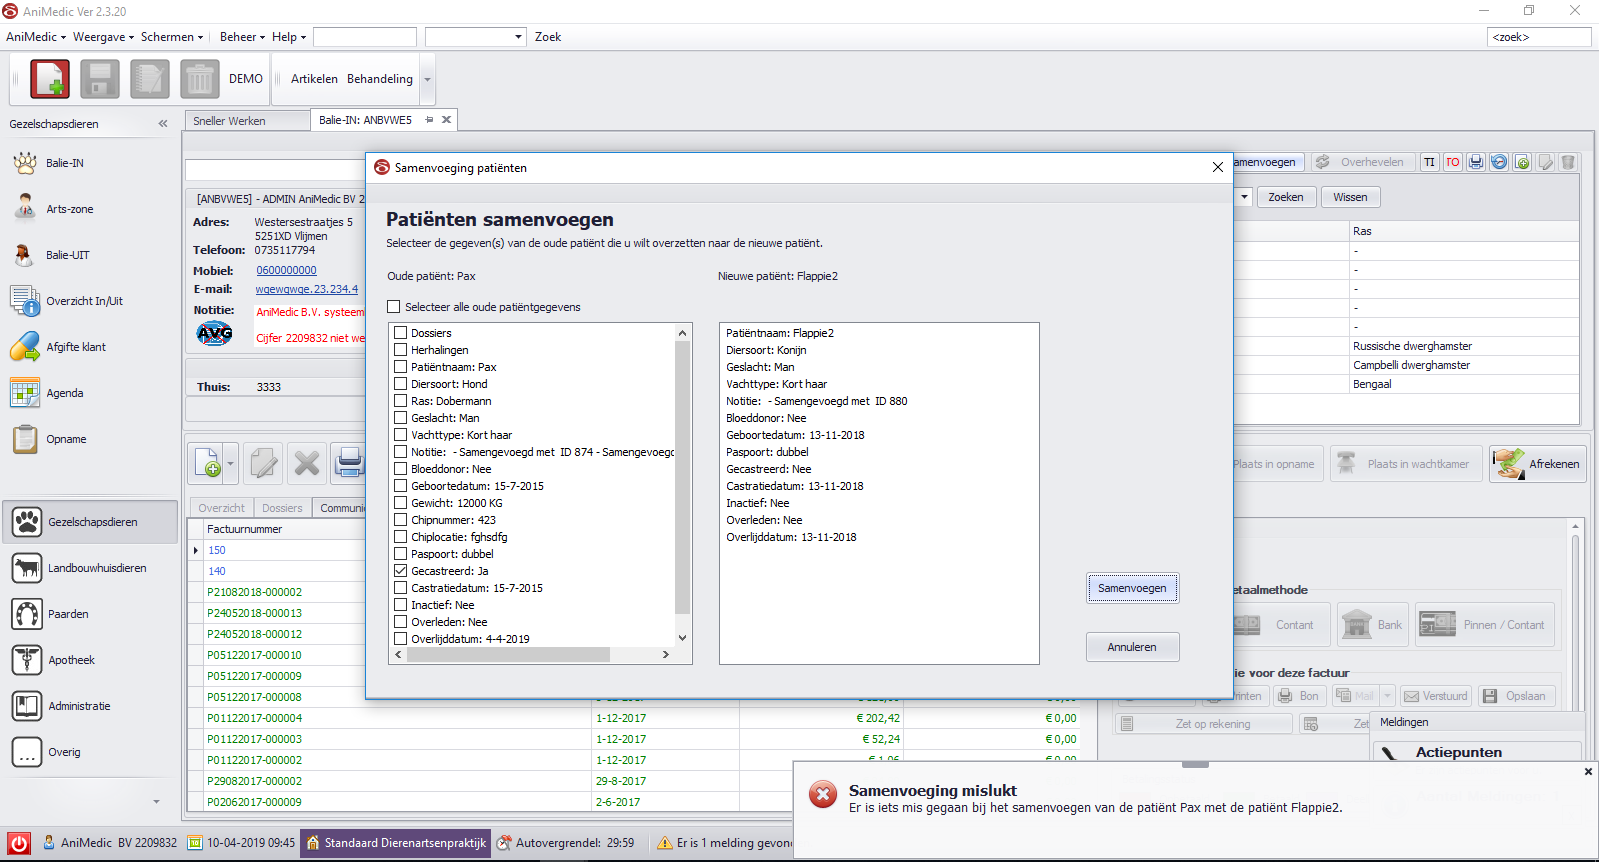 AniMedic Ver 2.3.20
AniMedic Weergave Schermen Beheer Help Zoek <zoek>
DEMO Artikelen Behandeling
Gezelschapsdieren «
Sneller Werken Balie-IN: ANBVWE5
Balie-IN
Arts-zone
Balie-UIT
Overzicht In/Uit
Afgifte klant
Agenda
Opname
Gezelschapsdieren
Landbouwhuisdieren
Paarden
Apotheek
Administratie
... Overig
amenvoegen Overhevelen TI TO
[ANBVWE5] - ADMIN AniMedic BV 2
Adres: Westersestraatjes 5
5251XD Vlijmen
Telefoon: 0735117794
Mobiel: 0600000000
E-mail: wgewgwge.23.234.4
Notitie: AniMedic B.V. systeem
AVG
Cijfer 2209832 niet we
Thuis: 3333
Zoeken Wissen
Ras
-
-
-
-
-
Russische dwerghamster
Campbelli dwerghamster
Bengaal
Samenvoeging patiënten
Patiënten samenvoegen
Selecteer de gegeven(s) van de oude patiënt die u wilt overzetten naar de nieuwe patiënt.
Oude patiënt: Pax
Selecteer alle oude patiëntgegevens
Dossiers
Herhalingen
Patiëntnaam: Pax
Diersoort: Hond
Ras: Dobermann
Geslacht: Man
Vachttype: Kort haar
Notitie: - Samengevoegd met ID 874 - Samengevoegd
Bloeddonor: Nee
Geboortedatum: 15-7-2015
Gewicht: 12000 KG
Chipnummer: 423
Chiplocatie: fghsdfg
Paspoort: dubbel
Gecastreerd: Ja
Castratiedatum: 15-7-2015
Inactief: Nee
Overleden: Nee
Overlijddatum: 4-4-2019
Nieuwe patiënt: Flappie2
Patiëntnaam: Flappie2
Diersoort: Konijn
Geslacht: Man
Vachttype: Kort haar
Notitie: - Samengevoegd met ID 880
Bloeddonor: Nee
Geboortedatum: 13-11-2018
Paspoort: dubbel
Gecastreerd: Nee
Castratiedatum: 13-11-2018
Inactief: Nee
Overleden: Nee
Overlijddatum: 13-11-2018
Samenvoegen
Annuleren
Plaats in opname Plaats in wachtkamer Afrekenen
Overzicht Dossiers Communi
Factuurnummer
150
140
P21082018-000002
P24052018-000013
P24052018-000012
P05122017-000010
P05122017-000009
P05122017-000008
P01122017-000004 1-12-2017 € 202,42 € 0,00
P01122017-000003 1-12-2017 € 52,24 € 0,00
P01122017-000002 1-12-2017 € 1,06 € 0,00
P29082017-000002 29-8-2017
P02062017-000009 2-6-2017
etaalmethode
Contant Bank Pinnen / Contant
ie voor deze factuur
rinten Bon Mail Verstuurd Opslaan
Zet op rekening Zet
Meldingen
Actiepunten
Samenvoeging mislukt
Er is iets mis gegaan bij het samenvoegen van de patiënt Pax met de patiënt Flappie2.
AniMedic BV 2209832 10-04-2019 09:45 Standaard Dierenartsenpraktijk Autovergrendel: 29:59 Er is 1 melding gevon